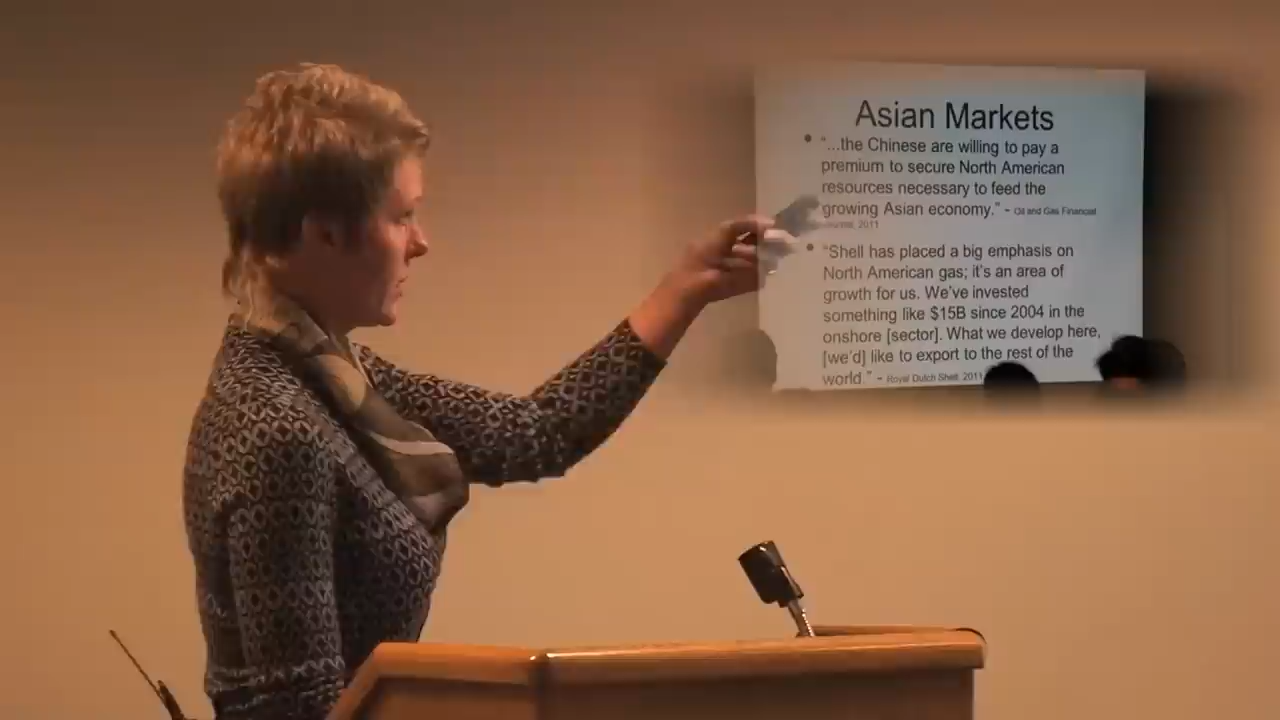 Asian Markets
• "...the Chinese are willing to pay a
premium to secure North American
resources necessary to feed the
growing Asian economy." - Oil and Gas Financial
2011
• "Shell has placed a big emphasis on
North American gas; it's an area of
growth for us. We've invested
something like $15B since 2004 in the
onshore [sector]. What we develop here,
[we'd] like to export to the rest of the
world." - Royal Dutch Shell, 2011